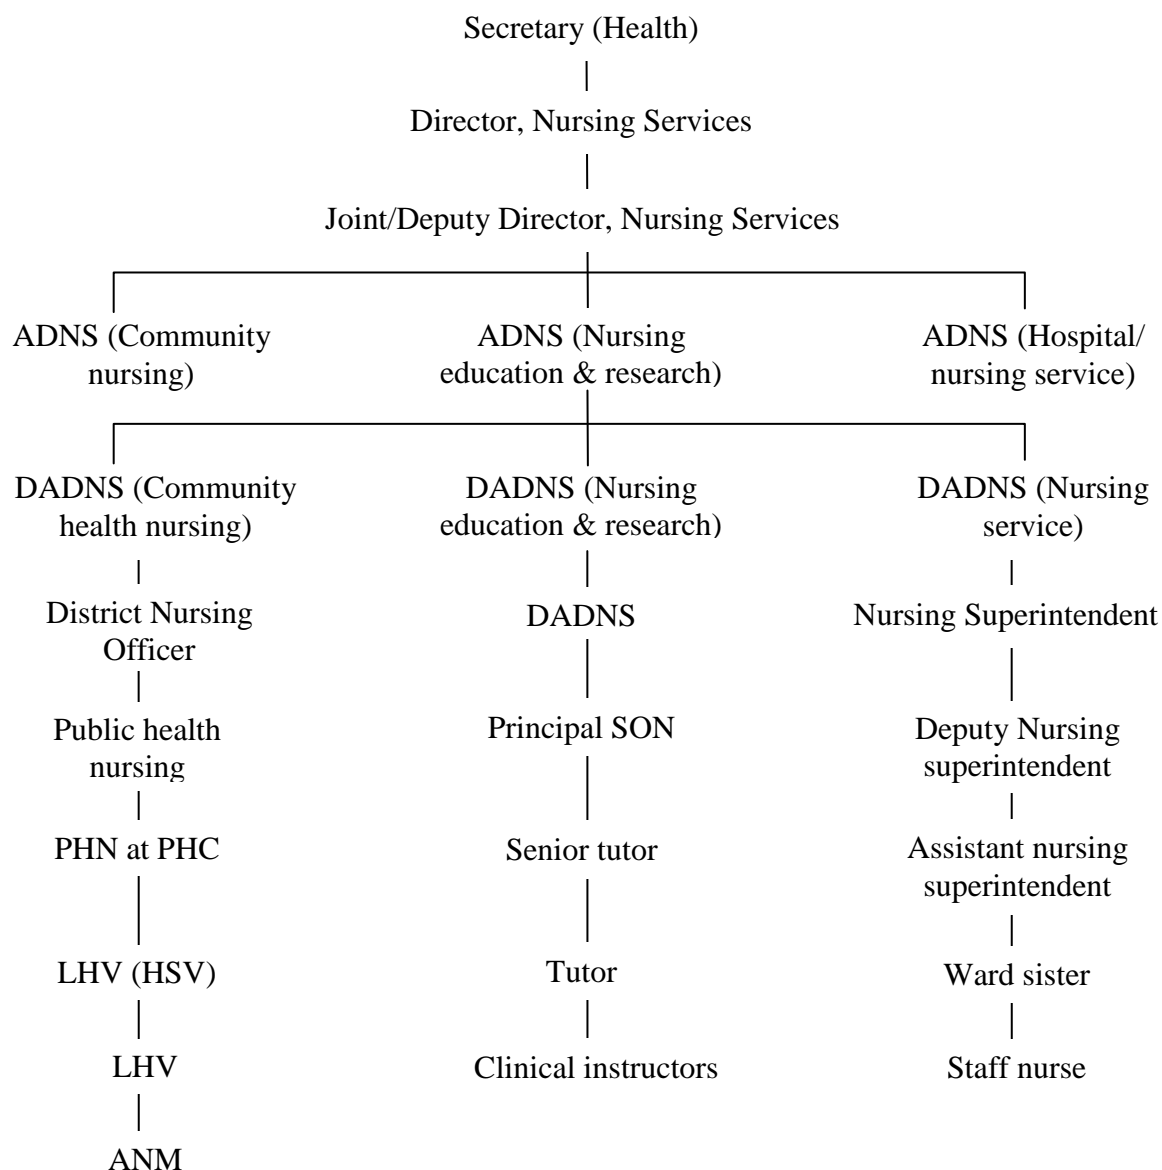 Secretary (Health)
Director, Nursing Services
Joint/Deputy Director, Nursing Services
ADNS (Community
nursing)
ADNS (Nursing
education & research)
ADNS (Hospital/
nursing service)
DADNS (Community
health nursing)
DADNS (Nursing
education & research)
DADNS (Nursing
service)
District Nursing
Officer
DADNS
Nursing Superintendent
Public health
nursing
Principal SON
Deputy Nursing
superintendent
PHN at PHC
Senior tutor
Assistant nursing
superintendent
LHV (HSV)
Tutor
Ward sister
LHV
Clinical instructors
Staff nurse
ANM